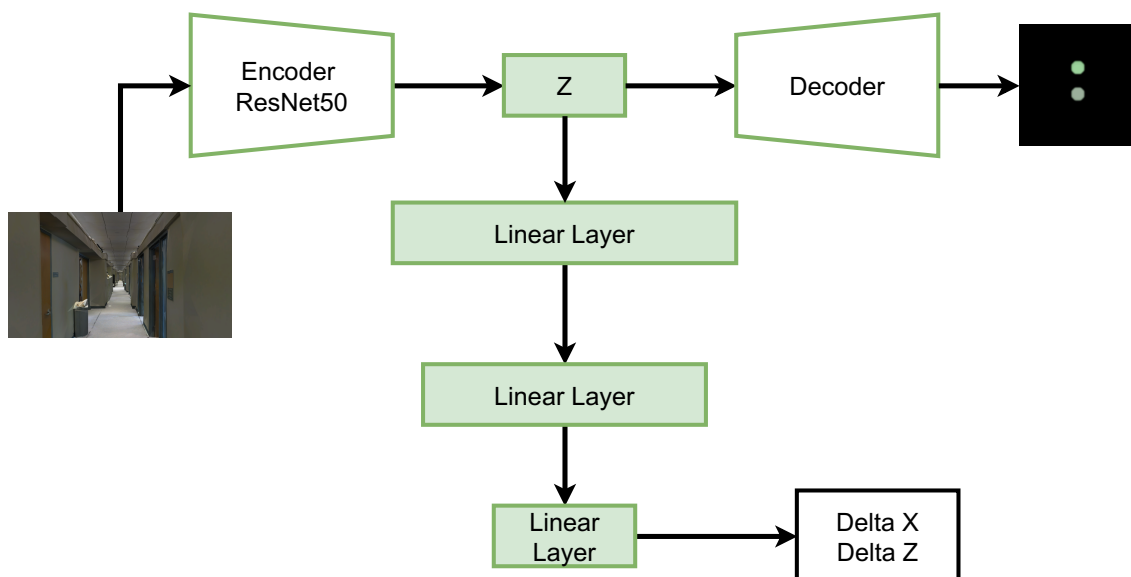 Encoder
ResNet50
Z
Decoder
Linear Layer
Linear Layer
Linear
Layer
Delta X
Delta Z